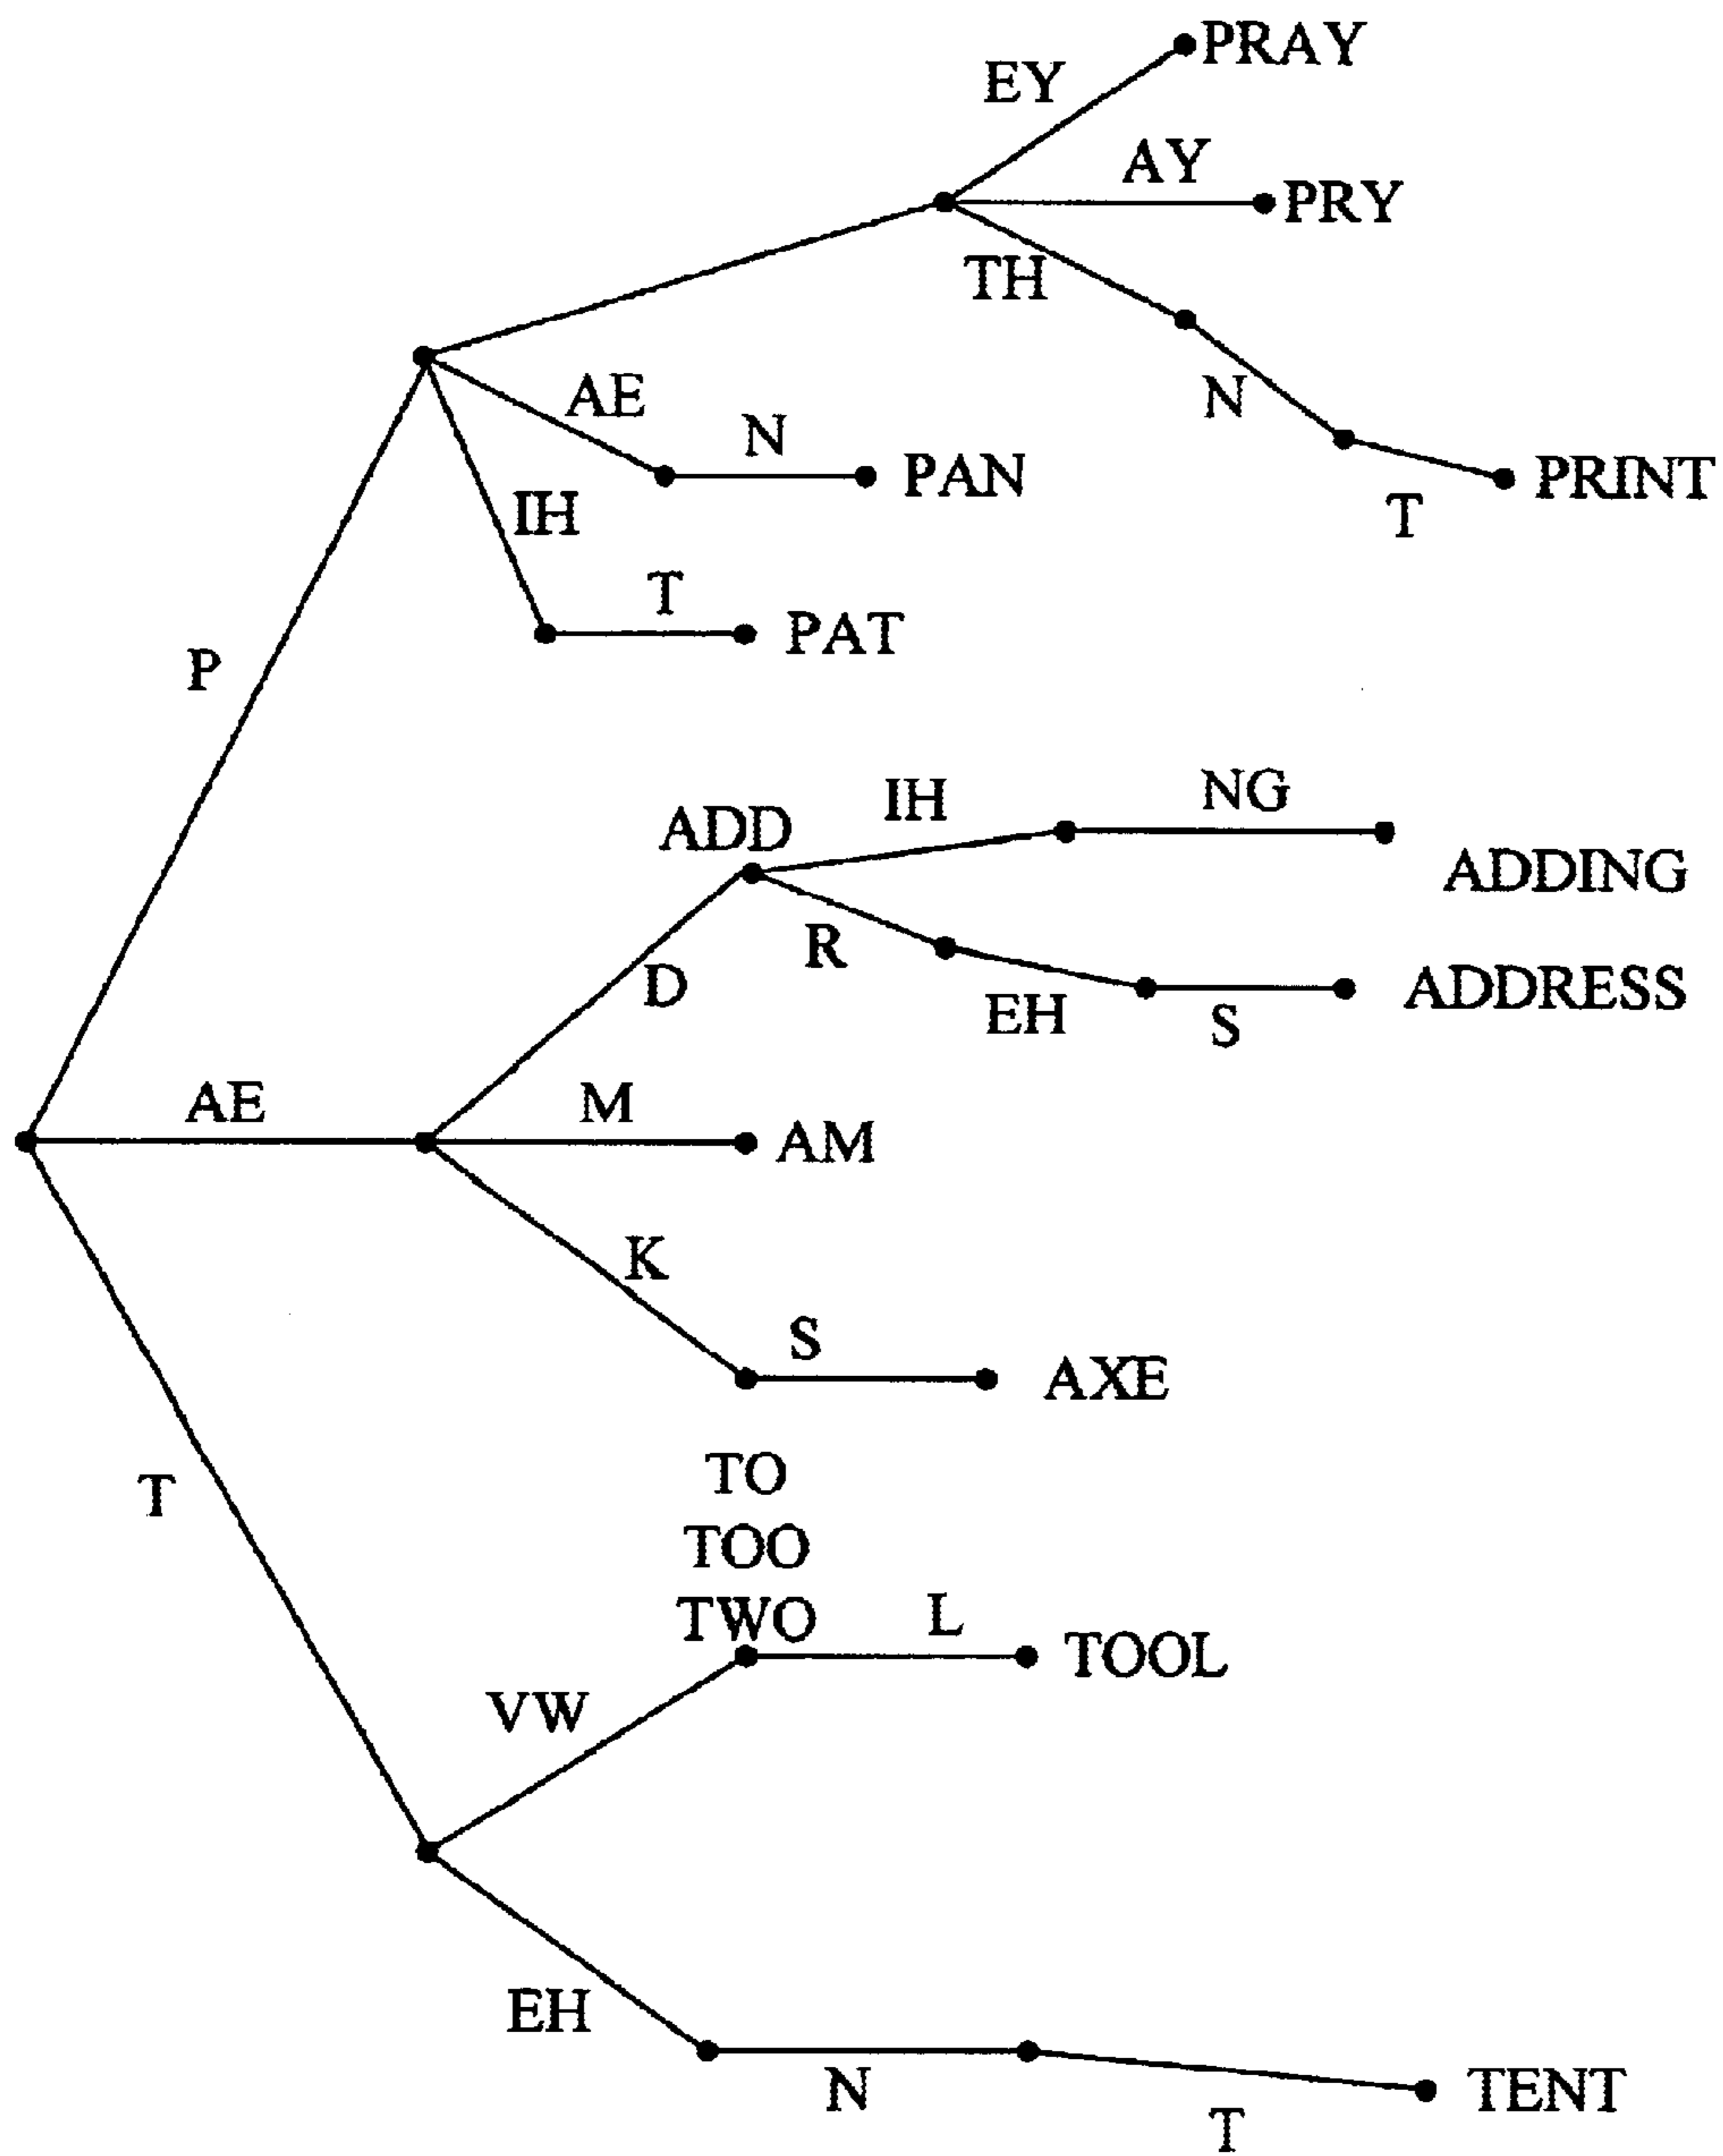 PRAY
EY
AY
PRY
TH
AE
N
N
PAN
PRINT
IH
T
T
PAT
P
IH
NG
ADD
ADDING
R
D
EH
S
ADDRESS
AE
M
AM
K
S
AXE
TO
T
TOO
TWO
L
TOOL
VW
EH
N
TENT
T